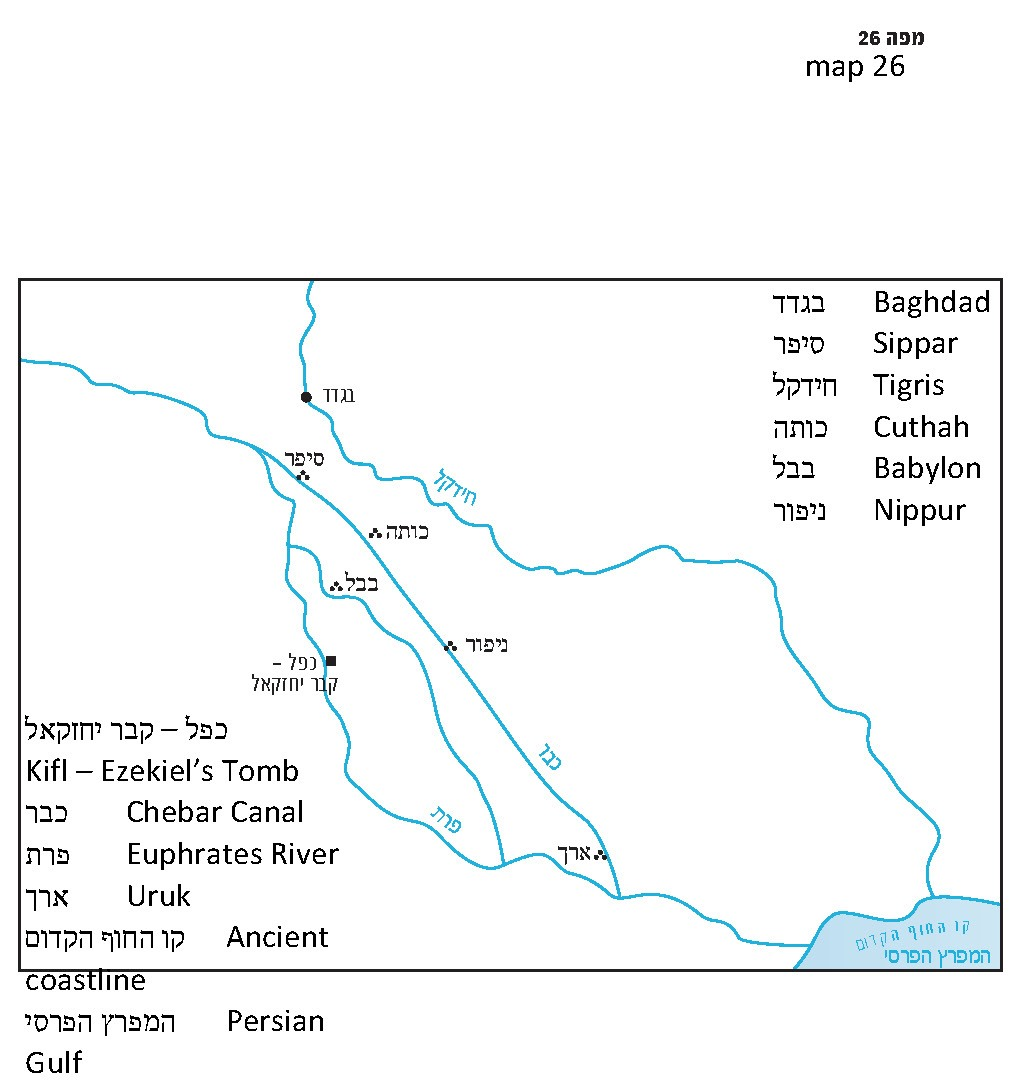 מפה 26
map 26
בגדד Baghdad
סיפר Sippar
חידקל Tigris
כותה Cuthah
בבל Babylon
ניפור Nippur
בגדד
סיפר
חידקל
כותה
בבל
ניפור
כפל –
קבר יחזקאל
כבר
פרת
ארך
קו החוף הקדום
המפרץ הפרסי
כפל – קבר יחזקאל
Kifl – Ezekiel’s Tomb
כבר Chebar Canal
פרת Euphrates River
ארך Uruk
קו החוף הקדום Ancient
coastline
המפרץ הפרסי Persian
Gulf